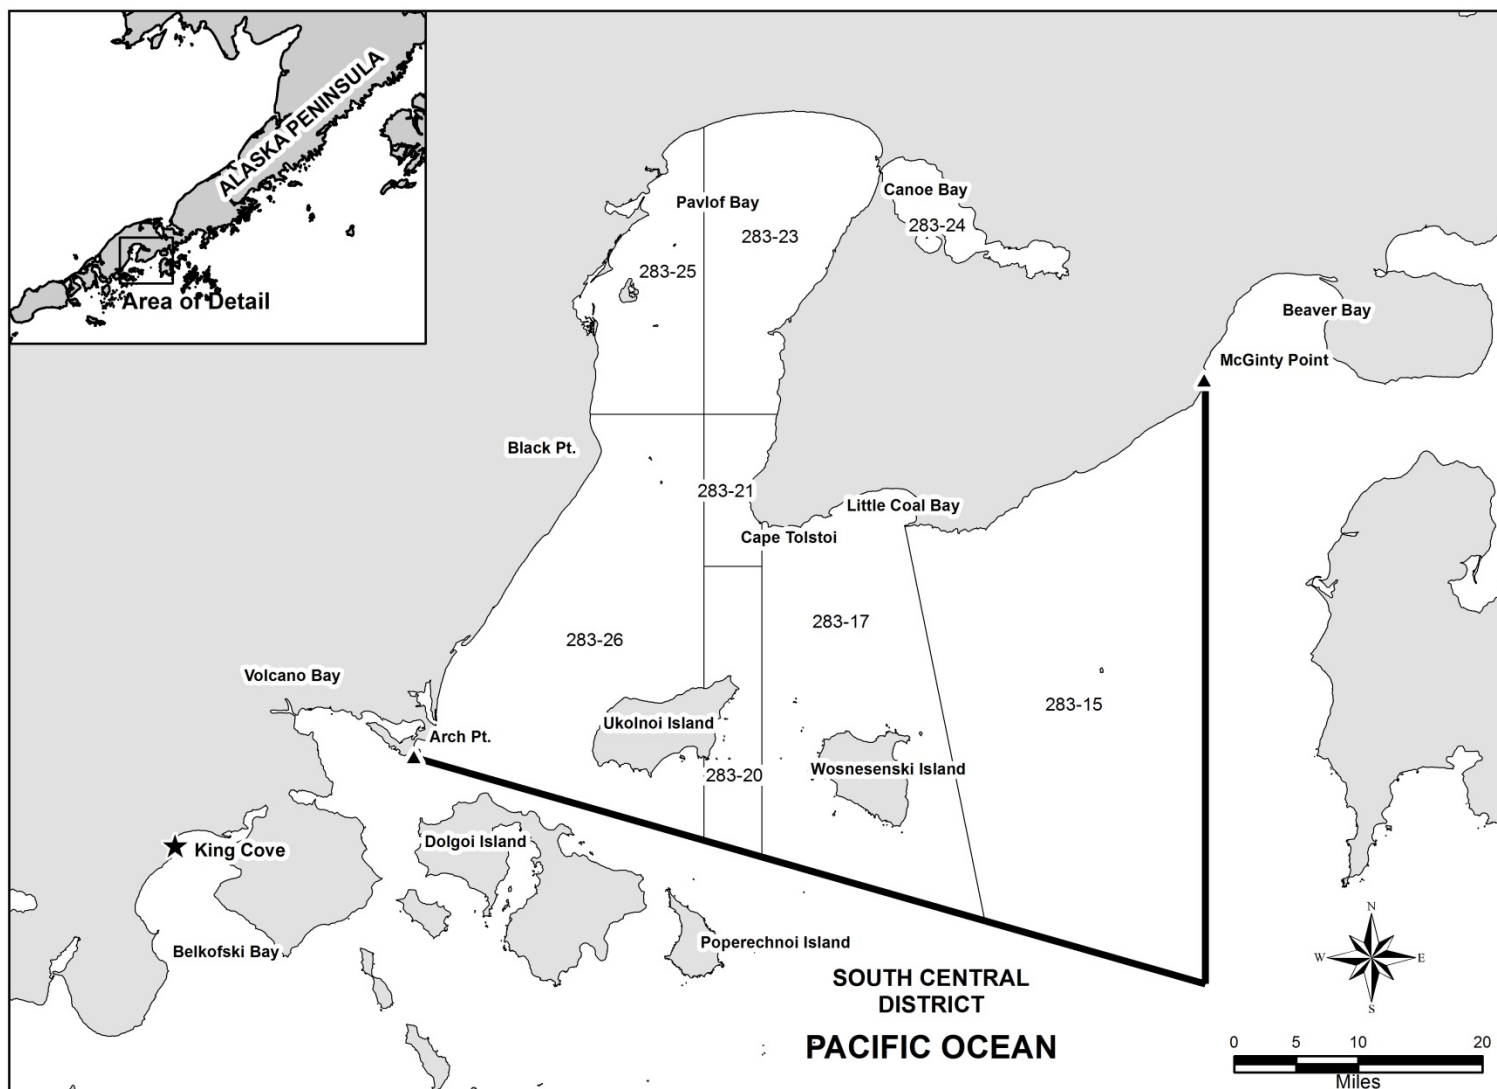 ALASKA PENINSULA
Area of Detail
Pavlof Bay
Canoe Bay
283-24
283-23
283-25
Beaver Bay
McGinty Point
Black Pt.
283-21
Little Coal Bay
Cape Tolstoi
283-17
283-26
Volcano Bay
283-15
Ukolnoi Island
Arch Pt.
283-20
Wosnesenski Island
Dolgoi Island
King Cove
Poperechnoi Island
Belkofski Bay
SOUTH CENTRAL
DISTRICT
PACIFIC OCEAN
N
W E
S
0 5 10 20
Miles